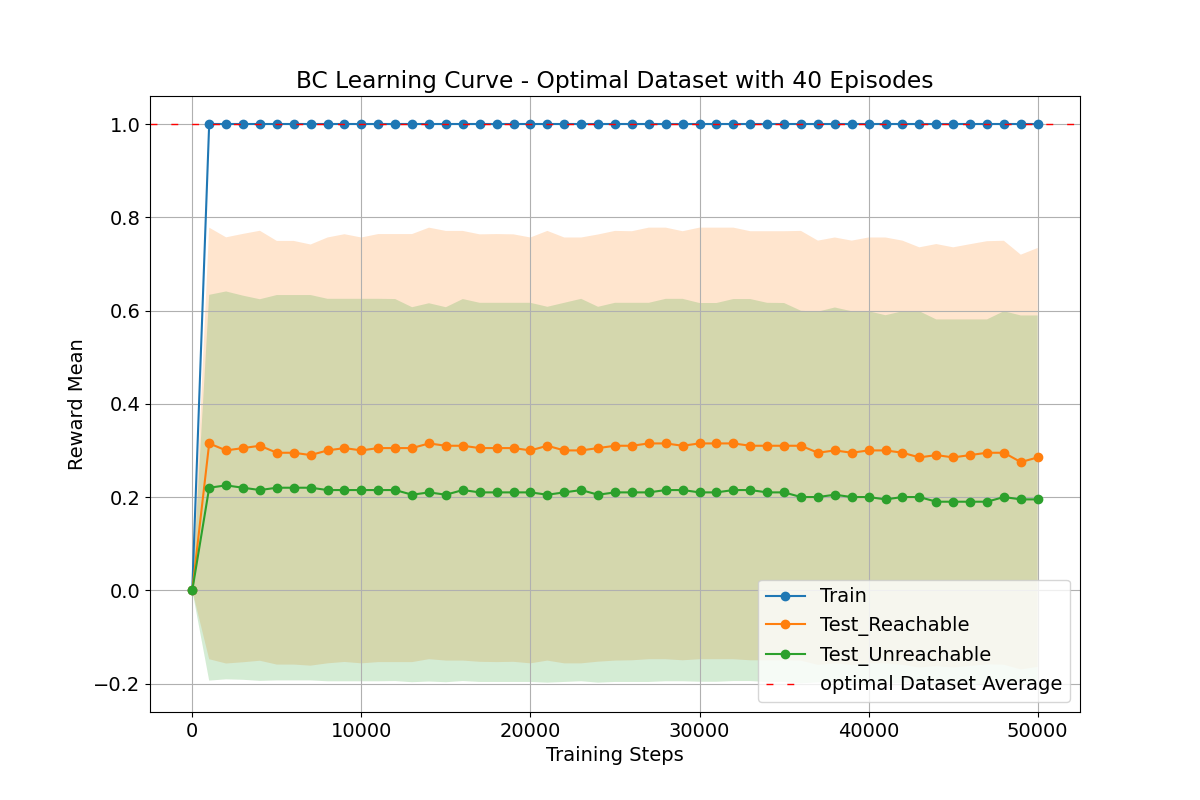 BC Learning Curve - Optimal Dataset with 40 Episodes
1.0
0.8
0.6
0.4
0.2
0.0
−0.2
Reward Mean
0 10000 20000 30000 40000 50000
Training Steps
Train
Test_Reachable
Test_Unreachable
optimal Dataset Average